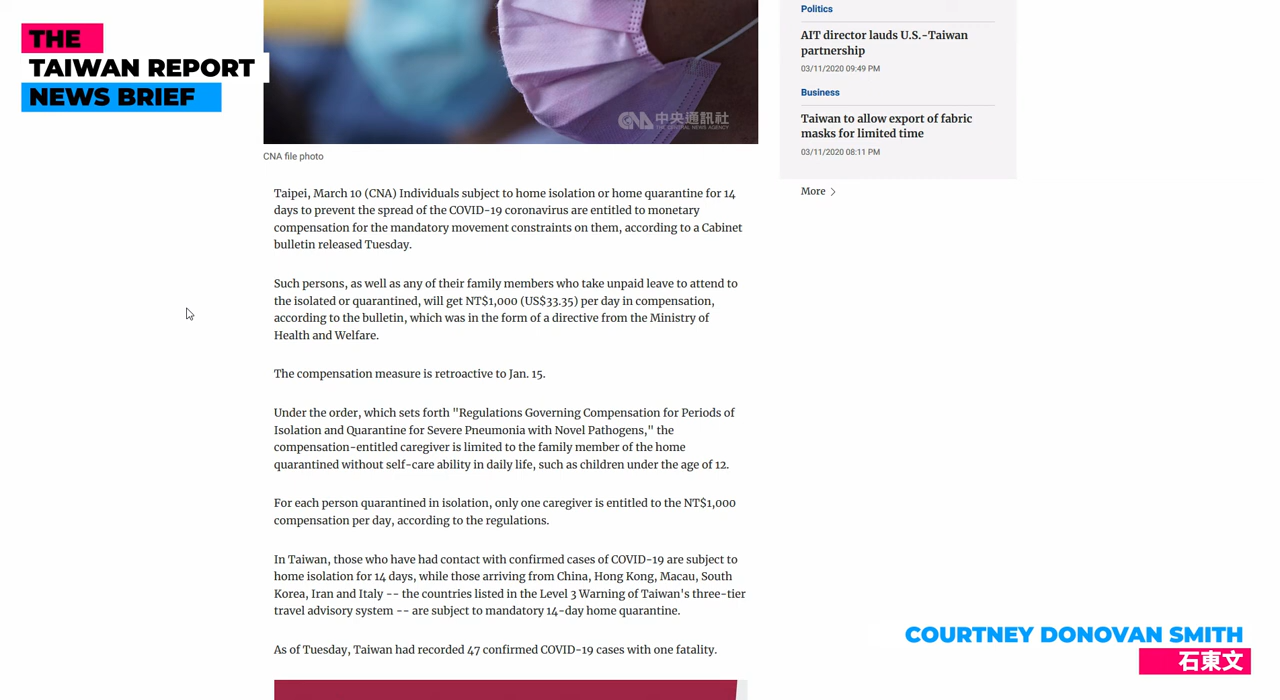 THE
TAIWAN REPORT
NEWS BRIEF
中央通訊社
THE CENTRAL NEWS AGENCY
CNA file photo
Taipei, March 10 (CNA) Individuals subject to home isolation or home quarantine for 14
days to prevent the spread of the COVID-19 coronavirus are entitled to monetary
compensation for the mandatory movement constraints on them, according to a Cabinet
bulletin released Tuesday.
Such persons, as well as any of their family members who take unpaid leave to attend to
the isolated or quarantined, will get NT$1,000 (US$33.35) per day in compensation,
according to the bulletin, which was in the form of a directive from the Ministry of
Health and Welfare.
The compensation measure is retroactive to Jan. 15.
Under the order, which sets forth "Regulations Governing Compensation for Periods of
Isolation and Quarantine for Severe Pneumonia with Novel Pathogens," the
compensation-entitled caregiver is limited to the family member of the home
quarantined without self-care ability in daily life, such as children under the age of 12.
For each person quarantined in isolation, only one caregiver is entitled to the NT$1,000
compensation per day, according to the regulations.
In Taiwan, those who have had contact with confirmed cases of COVID-19 are subject to
home isolation for 14 days, while those arriving from China, Hong Kong, Macau, South
Korea, Iran and Italy -- the countries listed in the Level 3 Warning of Taiwan's three-tier
travel advisory system -- are subject to mandatory 14-day home quarantine.
As of Tuesday, Taiwan had recorded 47 confirmed COVID-19 cases with one fatality.
Politics
AIT director lauds U.S.-Taiwan
partnership
03/11/2020 09:49 PM
Business
Taiwan to allow export of fabric
masks for limited time
03/11/2020 08:11 PM
More
COURTNEY DONOVAN SMITH
石東文